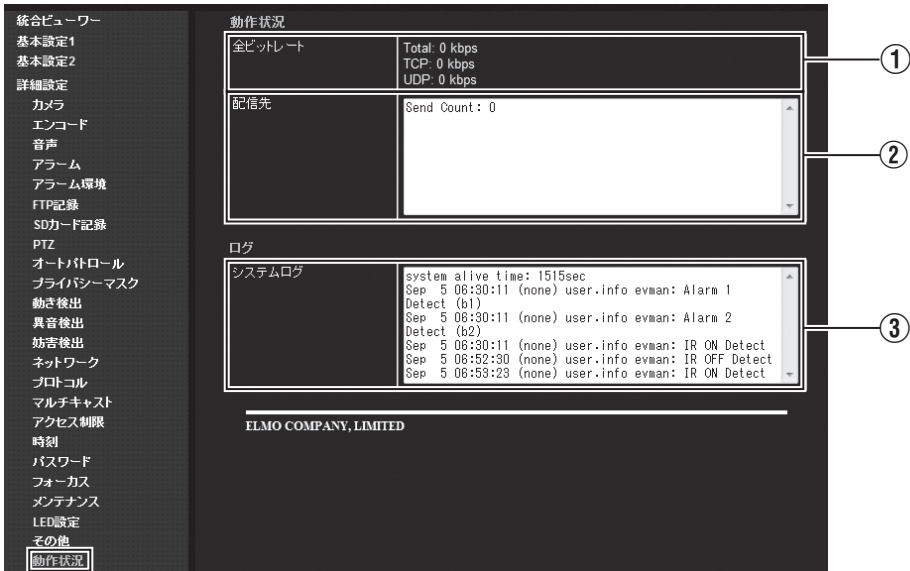 統合ビューワー
基本設定1
基本設定2
詳細設定
カメラ
エンコード
音声
アラーム
アラーム環境
FTP記録
SDカード記録
PTZ
オートパトロール
プライバシーマスク
動き検出
異音検出
妨害検出
ネットワーク
プロトコル
マルチキャスト
アクセス制限
時刻
パスワード
フォーカス
メンテナンス
LED設定
その他
動作状況
動作状況
全ビットレート
Total: 0 kbps
TCP: 0 kbps
UDP: 0 kbps
①
配信先
Send Count: 0
②
ログ
システムログ
system alive time: 1515sec
Sep 5 06:30:11 (none) user.info evman: Alarm 1
Detect (b1)
Sep 5 06:30:11 (none) user.info evman: Alarm 2
Detect (b2)
Sep 5 06:30:11 (none) user.info evman: IR ON Detect
Sep 5 06:52:30 (none) user.info evman: IR OFF Detect
Sep 5 06:53:23 (none) user.info evman: IR ON Detect
③
ELMO COMPANY, LIMITED